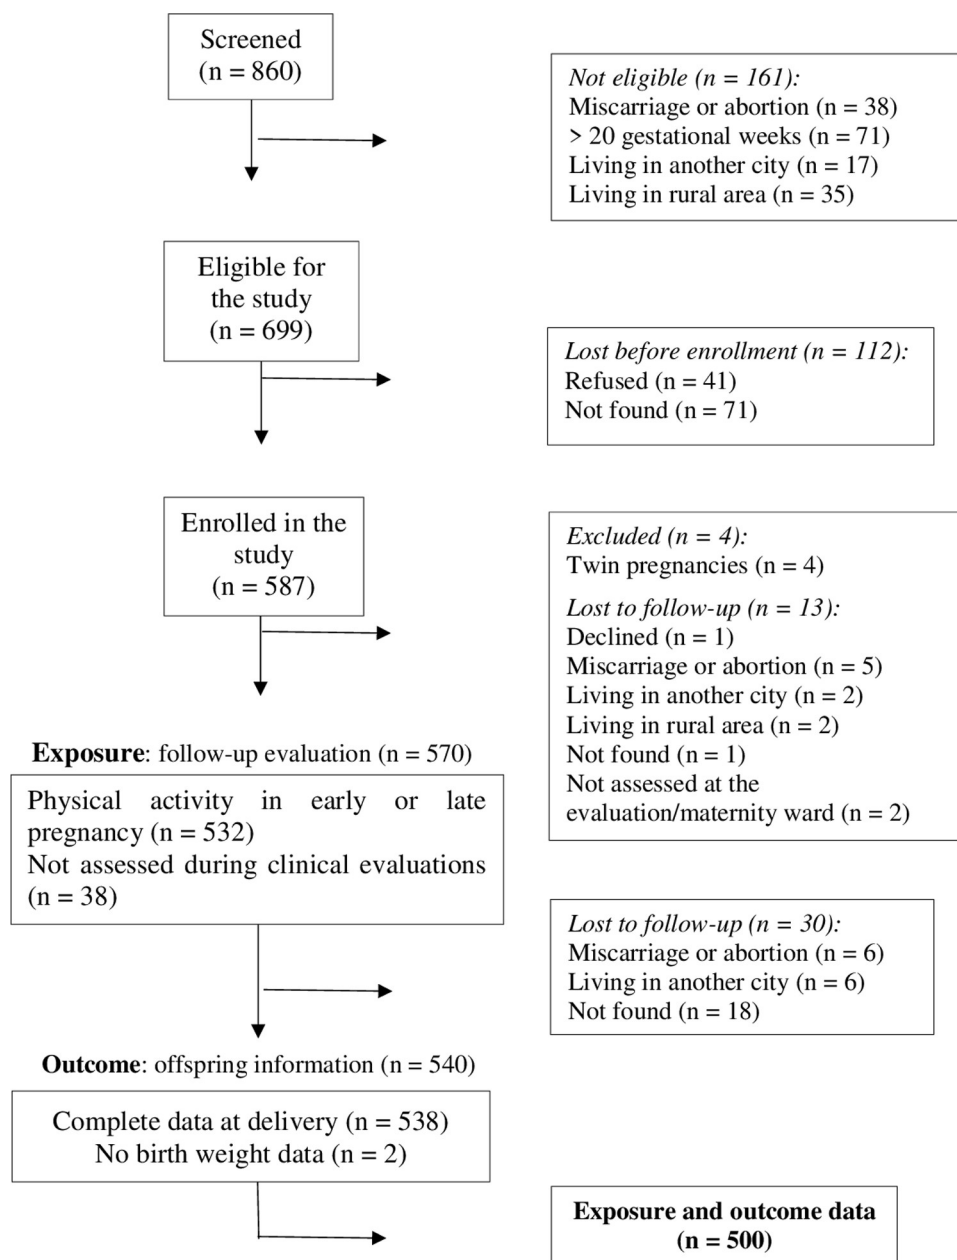 Screened
(n = 860)
Not eligible (n = 161):
Miscarriage or abortion (n = 38)
> 20 gestational weeks (n = 71)
Living in another city (n = 17)
Living in rural area (n = 35)
Eligible for
the study
(n = 699)
Lost before enrollment (n = 112):
Refused (n = 41)
Not found (n = 71)
Enrolled in the
study
(n = 587)
Excluded (n = 4):
Twin pregnancies (n = 4)
Lost to follow-up (n = 13):
Declined (n = 1)
Miscarriage or abortion (n = 5)
Living in another city (n = 2)
Living in rural area (n = 2)
Not found (n = 1)
Not assessed at the
evaluation/maternity ward (n = 2)
Exposure: follow-up evaluation (n = 570)
Physical activity in early or late
pregnancy (n = 532)
Not assessed during clinical evaluations
(n = 38)
Lost to follow-up (n = 30):
Miscarriage or abortion (n = 6)
Living in another city (n = 6)
Not found (n = 18)
Outcome: offspring information (n = 540)
Complete data at delivery (n = 538)
No birth weight data (n = 2)
Exposure and outcome data
(n = 500)